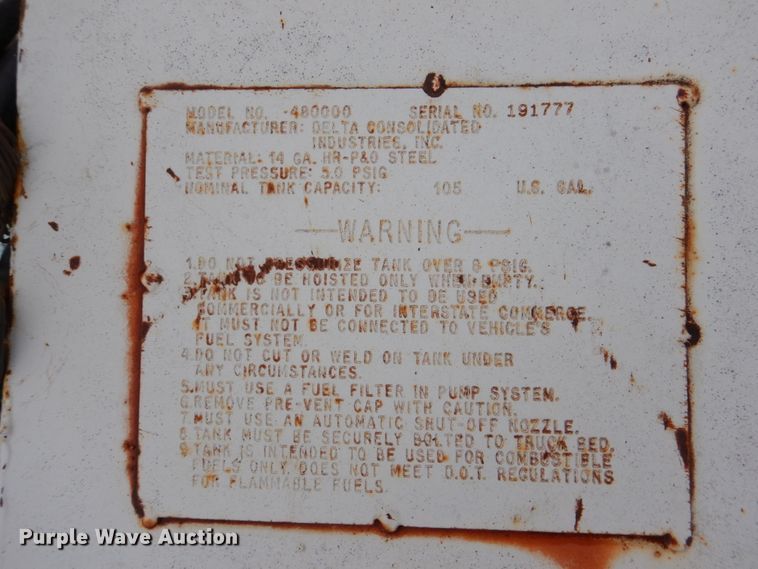 MODEL NO. -480000 SERIAL NO. 191777
MANUFACTURER: DELTA CONSOLIDATED
INDUSTRIES, INC.
MATERIAL: 14 GA. HR-P&O STEEL
TEST PRESSURE: 5.0 PSIG
NOMINAL TANK CAPACITY: 105 U.S. GAL.
WARNING
1. DO NOT PRESSURIZE TANK OVER PSIG.
2. TANK TO BE HOISTED ONLY WHEN EMPTY.
3. TANK IS NOT INTENDED TO BE USED
COMMERCIALLY OR FOR INTERSTATE COMMERCE.
IT MUST NOT BE CONNECTED TO VEHICLE'S
FUEL SYSTEM.
4. DO NOT CUT OR WELD ON TANK UNDER
ANY CIRCUMSTANCES.
5. MUST USE A FUEL FILTER IN PUMP SYSTEM.
6. REMOVE PRE-VENT CAP WITH CAUTION.
7. MUST USE AN AUTOMATIC SHUT-OFF NOZZLE.
8. TANK MUST BE SECURELY BOLTED TO TRUCK BED.
9. TANK IS INTENDED TO BE USED FOR COMBUSTIBLE
FUELS ONLY. DOES NOT MEET D.O.T. REGULATIONS
FOR FLAMMABLE FUELS.
Purple Wave Auction